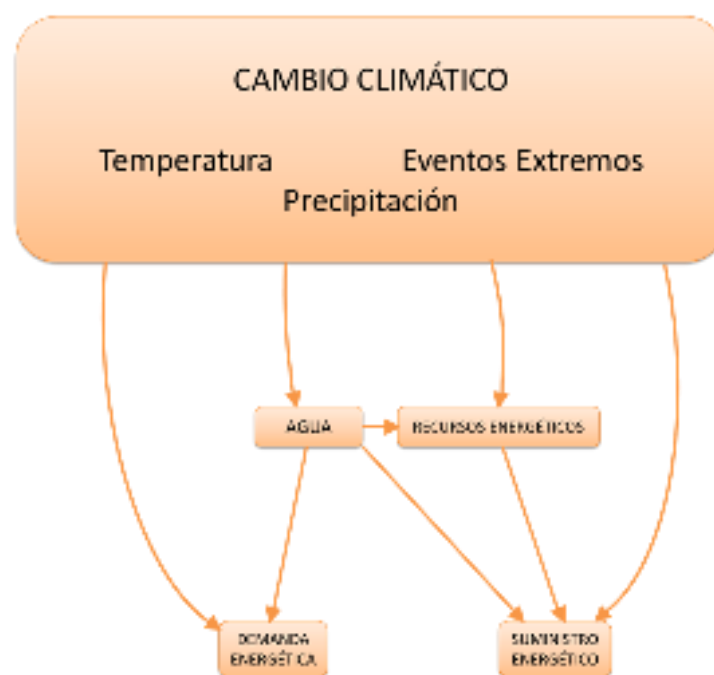 CAMBIO CLIMÁTICO
Temperatura Eventos Extremos
Precipitación
AGUA RECURSOS ENERGÉTICOS
DEMANDA
ENERGÉTICA
SUMINISTRO
ENERGÉTICO